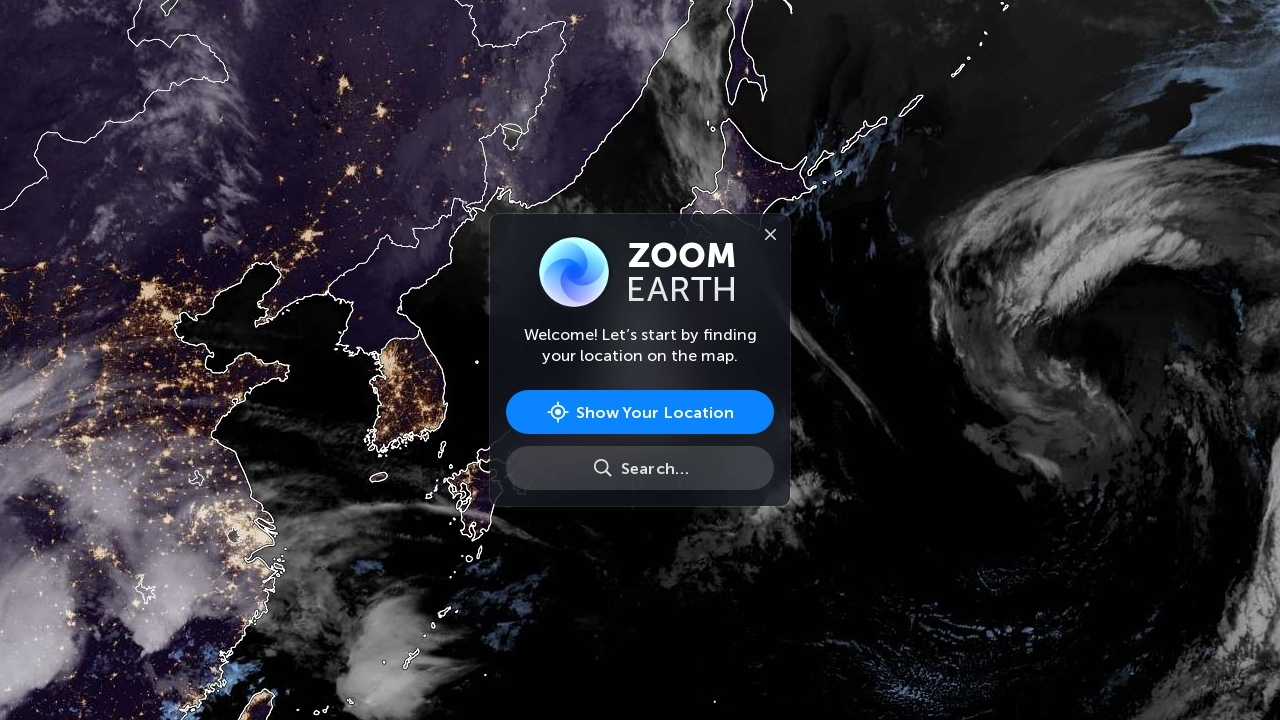 ZOOM
EARTH
Welcome! Let’s start by finding
your location on the map.
Show Your Location
Search...